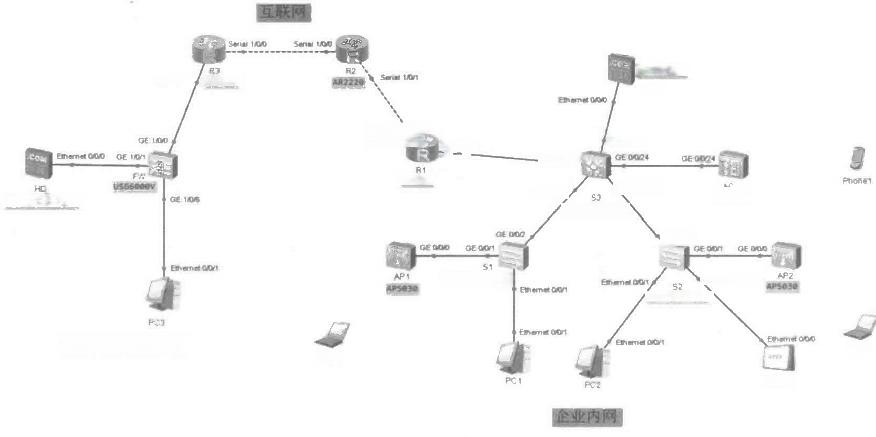 互联网
Serial 1/0/0
Serial 1/0/0
R3
R2
AR2220
Serial 1/0/1
Ethernet 0/0/0
R1
GE 1/0/0
Ethernet 0/0/0
GE 1/0/1
FW
USG6000V
GE 0/0/24
GE 0/0/24
S3
Phone1
GE 1/0/6
GE 0/0/2
GE 0/0/0
GE 0/0/1
AP1
AP5030
S1
GE 0/0/1
GE 0/0/0
AP2
AP5030
S2
Ethernet 0/0/1
PC3
Ethernet 0/0/1
Ethernet 0/0/1
Ethernet 0/0/1
Ethernet 0/0/1
Ethernet 0/0/0
PC1
PC2
企业内网